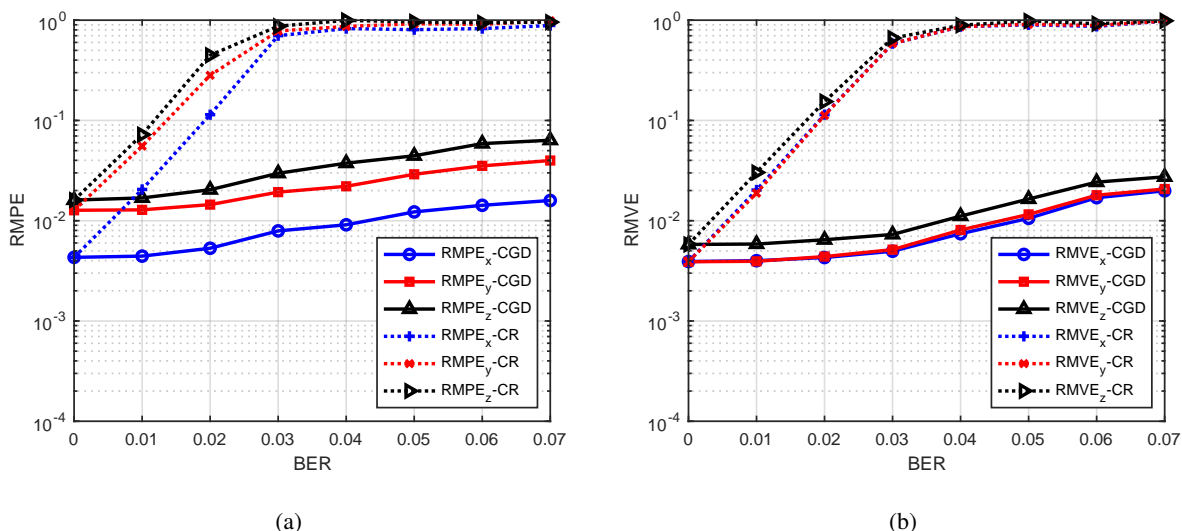 10^0
10^-1
10^-2
10^-3
10^-4
RMPE
0 0.01 0.02 0.03 0.04 0.05 0.06 0.07
BER
RMPE_x-CGD
RMPE_y-CGD
RMPE_z-CGD
RMPE_x-CR
RMPE_y-CR
RMPE_z-CR
(a)
10^0
10^-1
10^-2
10^-3
10^-4
RMVE
0 0.01 0.02 0.03 0.04 0.05 0.06 0.07
BER
RMVE_x-CGD
RMVE_y-CGD
RMVE_z-CGD
RMVE_x-CR
RMVE_y-CR
RMVE_z-CR
(b)